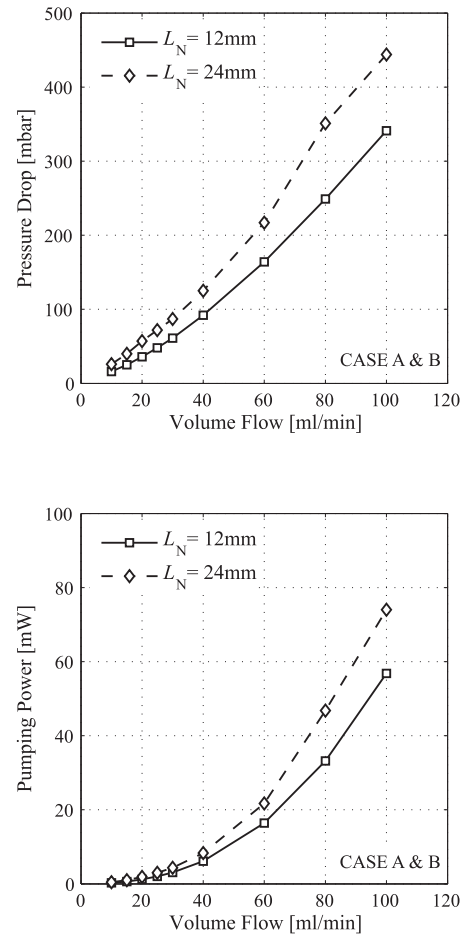 500
400
300
200
100
0
Pressure Drop [mbar]
L_N = 12mm
L_N = 24mm
CASE A & B
0 20 40 60 80 100 120
Volume Flow [ml/min]
100
80
60
40
20
0
Pumping Power [mW]
L_N = 12mm
L_N = 24mm
CASE A & B
0 20 40 60 80 100 120
Volume Flow [ml/min]